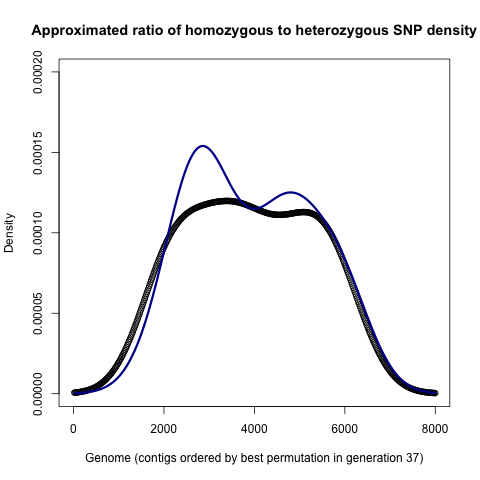 Approximated ratio of homozygous to heterozygous SNP density
0.00020
0.00015
0.00010
0.00005
0.00000
Density
0 2000 4000 6000 8000
Genome (contigs ordered by best permutation in generation 37)